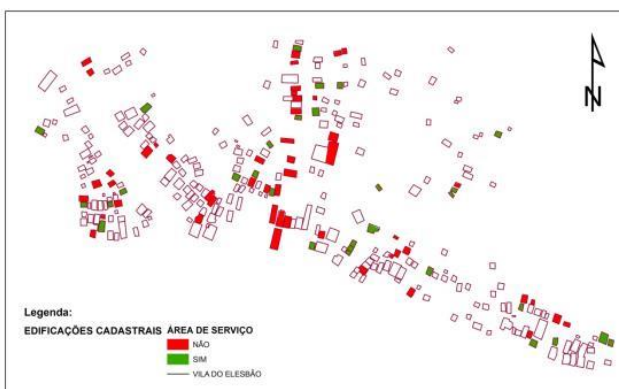 N
Legenda:
EDIFICAÇÕES CADASTRAIS ÁREA DE SERVIÇO
NÃO
SIM
VILA DO ELESBÃO